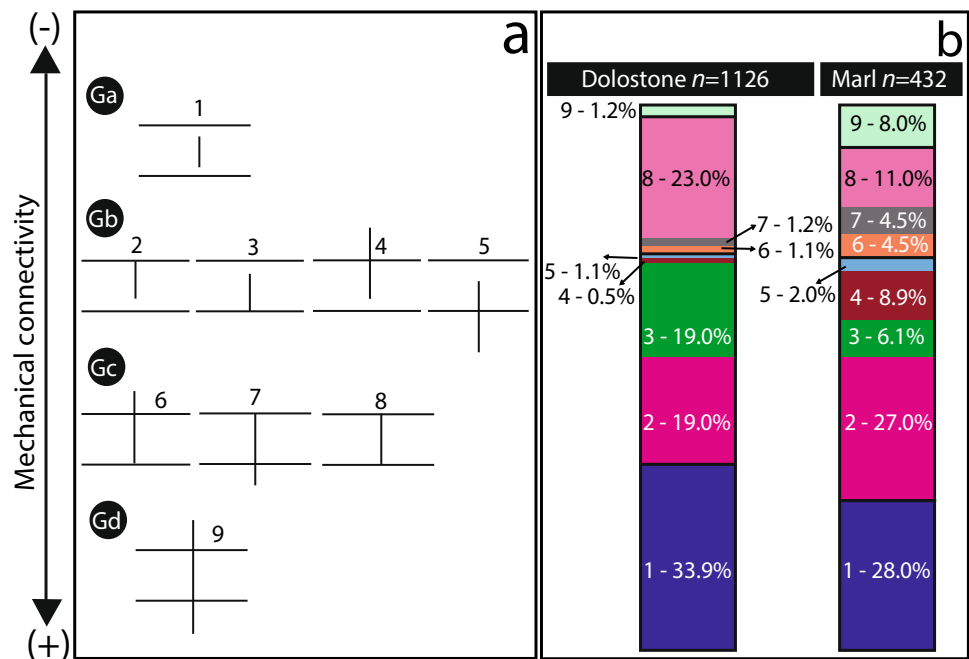 (-)
Mechanical connectivity
(+)
a
Ga
1
Gb
2 3 4 5
Gc
6 7 8
Gd
9
b
Dolostone n=1126
Marl n=432
9 - 1.2%
8 - 23.0%
7 - 1.2%
6 - 1.1%
5 - 1.1%
4 - 0.5%
3 - 19.0%
2 - 19.0%
1 - 33.9%
9 - 8.0%
8 - 11.0%
7 - 4.5%
6 - 4.5%
5 - 2.0%
4 - 8.9%
3 - 6.1%
2 - 27.0%
1 - 28.0%